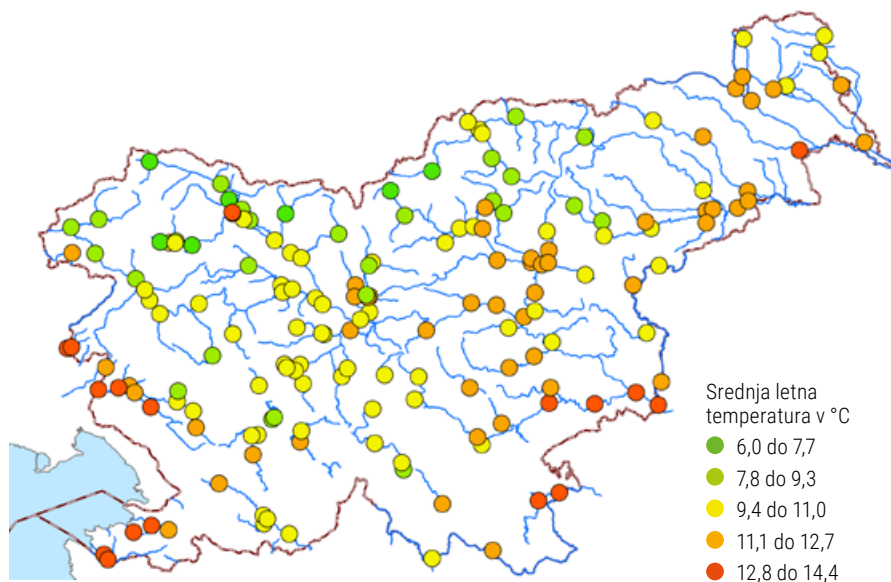 Srednja letna
temperatura v °C
6,0 do 7,7
7,8 do 9,3
9,4 do 11,0
11,1 do 12,7
12,8 do 14,4